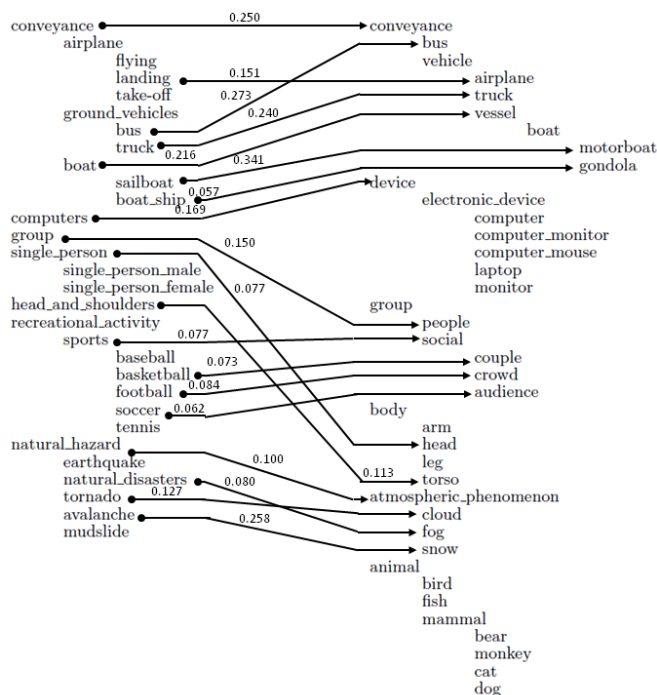 conveyance 0.250 conveyance
airplane bus
flying vehicle
landing 0.151 airplane
take-off 0.273 truck
ground_vehicles 0.240 vessel
bus boat
truck 0.216 0.341 motorboat
boat gondola
sailboat 0.057 device
boat_ship electronic_device
computers 0.169 computer
group 0.150 computer_monitor
single_person computer_mouse
single_person_male 0.077 laptop
single_person_female monitor
head_and_shoulders group
recreational_activity people
sports 0.077 social
baseball couple
basketball 0.073 crowd
football 0.084 audience
soccer 0.062 body
tennis arm
natural_hazard head
earthquake 0.100 leg
natural_disasters 0.080 0.113 torso
tornado 0.127 atmospheric_phenomenon
avalanche 0.258 cloud
mudslide fog
snow
animal
bird
fish
mammal
bear
monkey
cat
dog